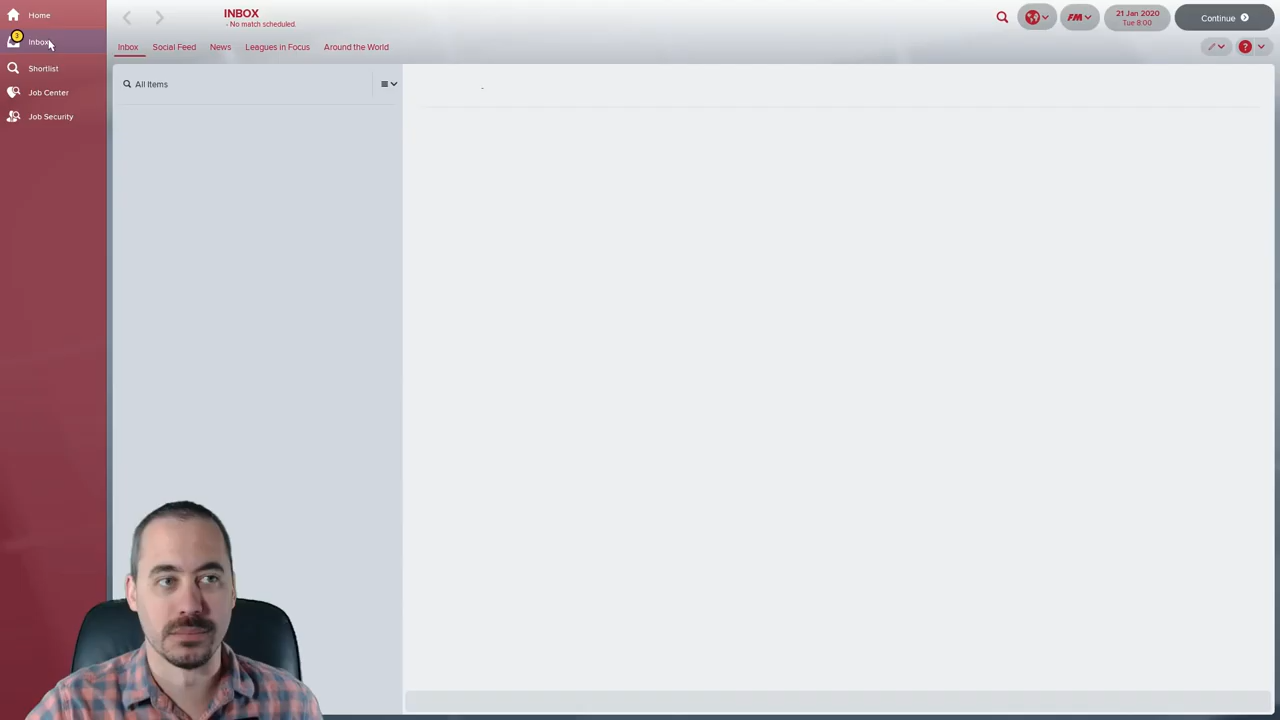 Home
3
Inbox
Shortlist
Job Center
Job Security
INBOX
- No match scheduled.
FM
21 Jan 2020
Tue 8:00
Continue
Inbox
Social Feed
News
Leagues in Focus
Around the World
?
All Items
-